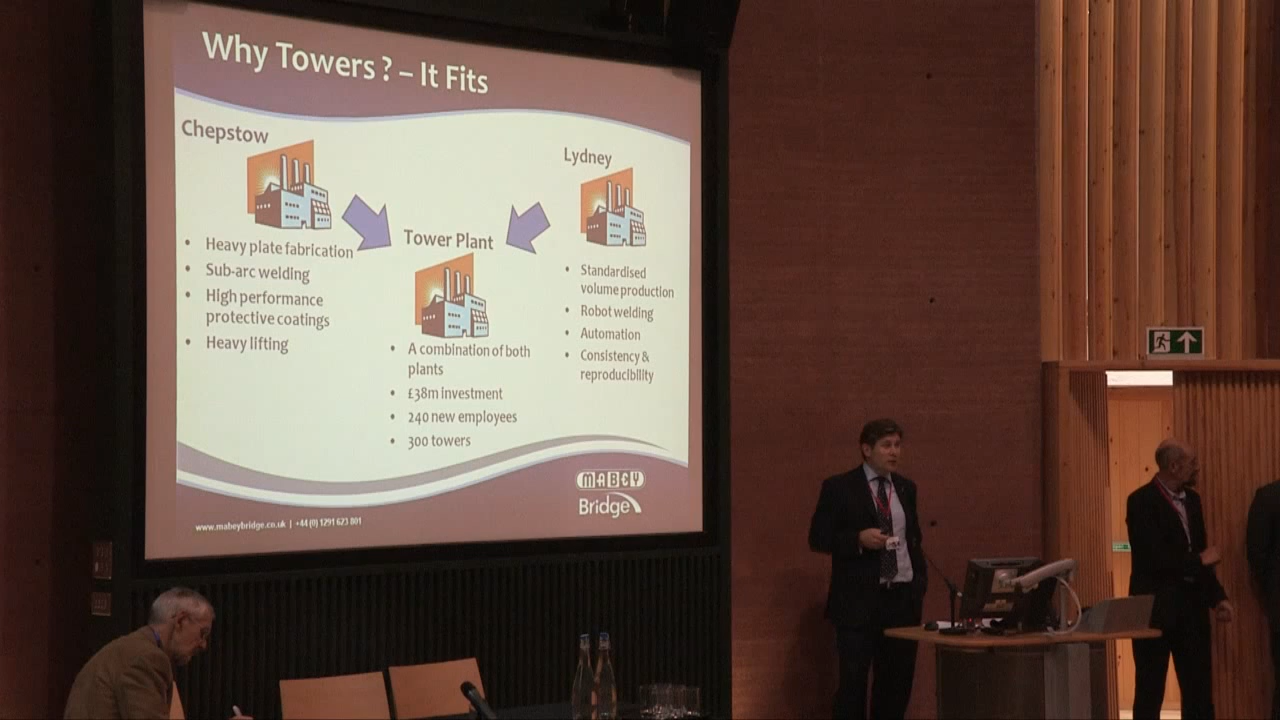 Why Towers ? – It Fits
Chepstow
• Heavy plate fabrication
• Sub-arc welding
• High performance
protective coatings
• Heavy lifting
Tower Plant
• A combination of both
plants
• £38m investment
• 240 new employees
• 300 towers
Lydney
• Standardised
volume production
• Robot welding
• Automation
• Consistency &
reproducibility
MABEY
Bridge
www.mabeybridge.co.uk | +44 (0) 1291 623 801